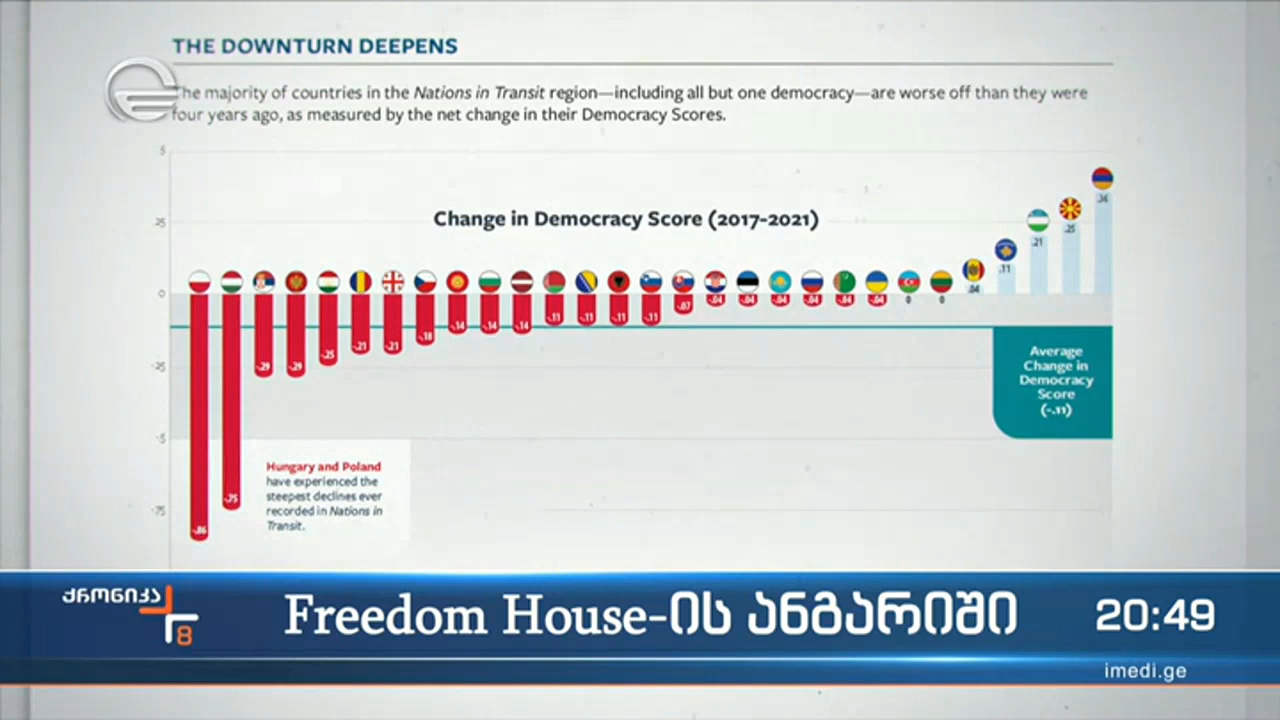 THE DOWNTURN DEEPENS
The majority of countries in the Nations in Transit region—including all but one democracy—are worse off than they were
four years ago, as measured by the net change in their Democracy Scores.
.5
.25
Change in Democracy Score (2017-2021)
.36
.25
.21
.11
.04
0
0 0
-.04 -.04 -.04 -.04 -.04 -.04
-.07
-.11 -.11 -.11 -.11
-.14 -.14 -.14
-.18
-.21 -.21
-.25
-.29 -.29
-.25
Average
Change in
Democracy
Score
(-.11)
-.5
Hungary and Poland
have experienced the
steepest declines ever
recorded in Nations in
Transit.
-.75
-.75
-.86
ქრონიკა
8
Freedom House-ის ანგარიში
20:49
imedi.ge